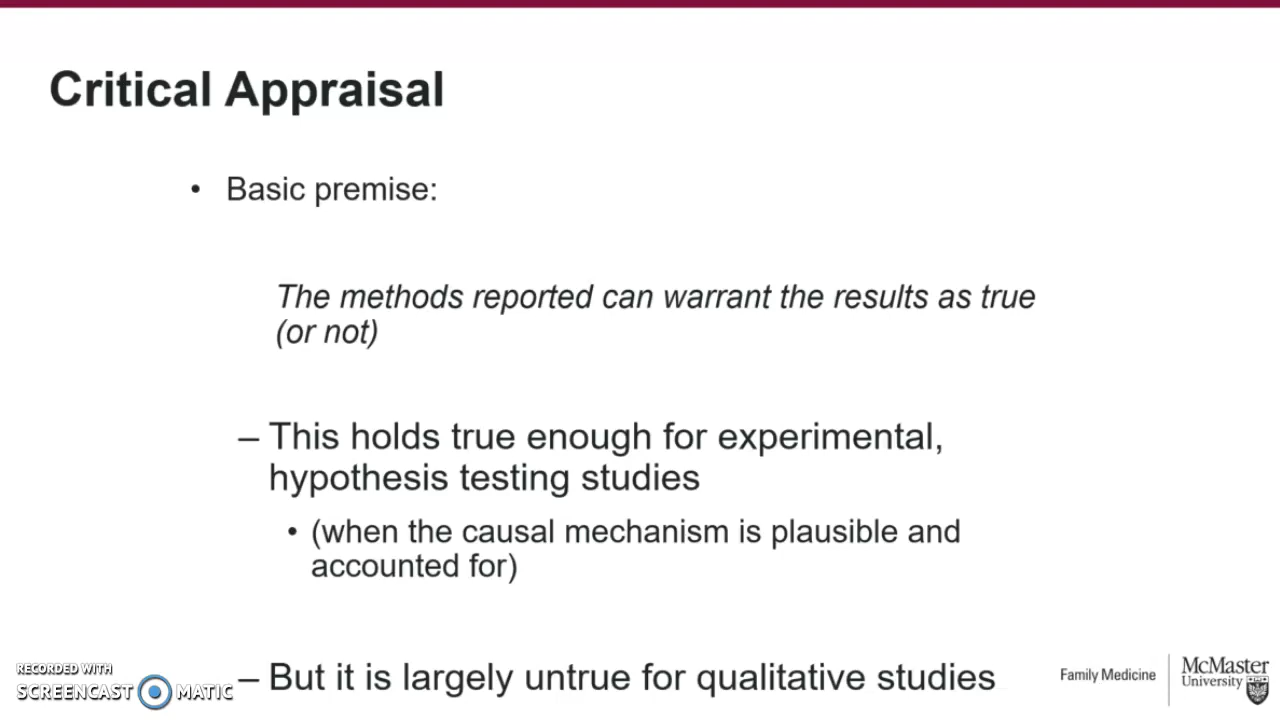 Critical Appraisal
• Basic premise:
The methods reported can warrant the results as true
(or not)
– This holds true enough for experimental,
hypothesis testing studies
• (when the causal mechanism is plausible and
accounted for)
– But it is largely untrue for qualitative studies
RECORDED WITH
SCREENCAST MATIC
Family Medicine
McMaster
University